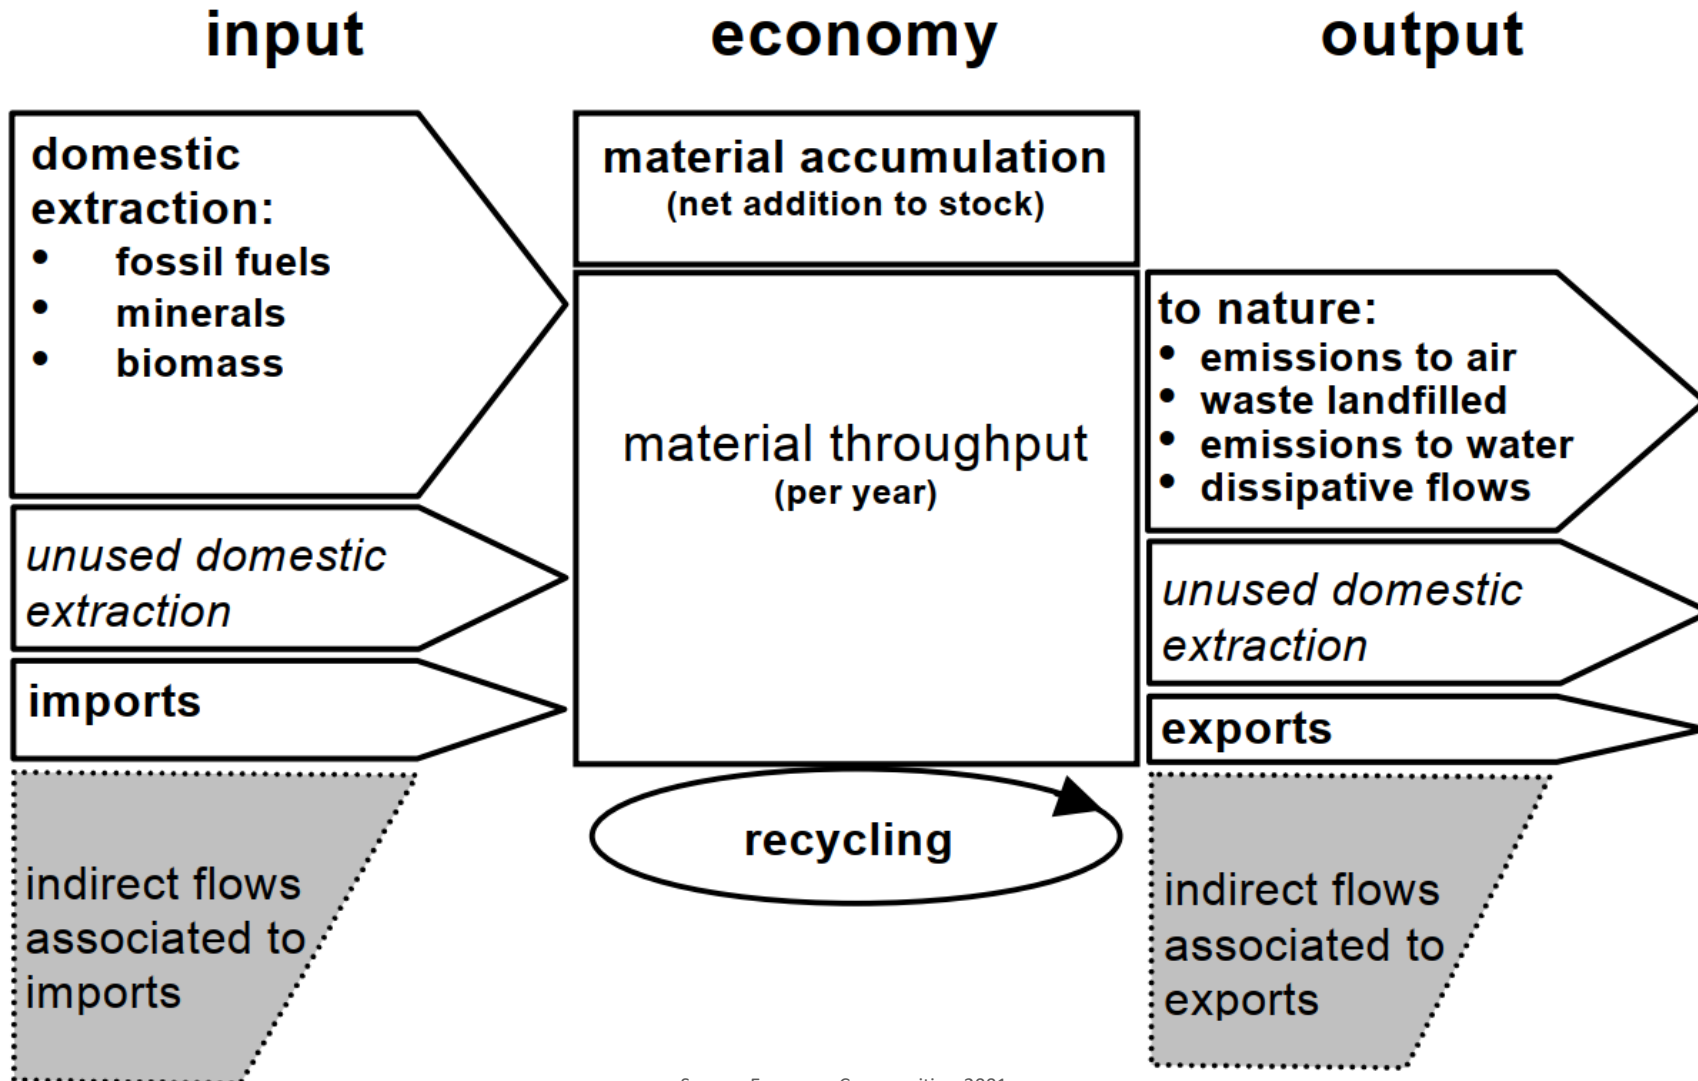 input
economy
output
domestic
extraction:
• fossil fuels
• minerals
• biomass
unused domestic
extraction
imports
indirect flows
associated to
imports
material accumulation
(net addition to stock)
material throughput
(per year)
recycling
to nature:
• emissions to air
• waste landfilled
• emissions to water
• dissipative flows
unused domestic
extraction
exports
indirect flows
associated to
exports